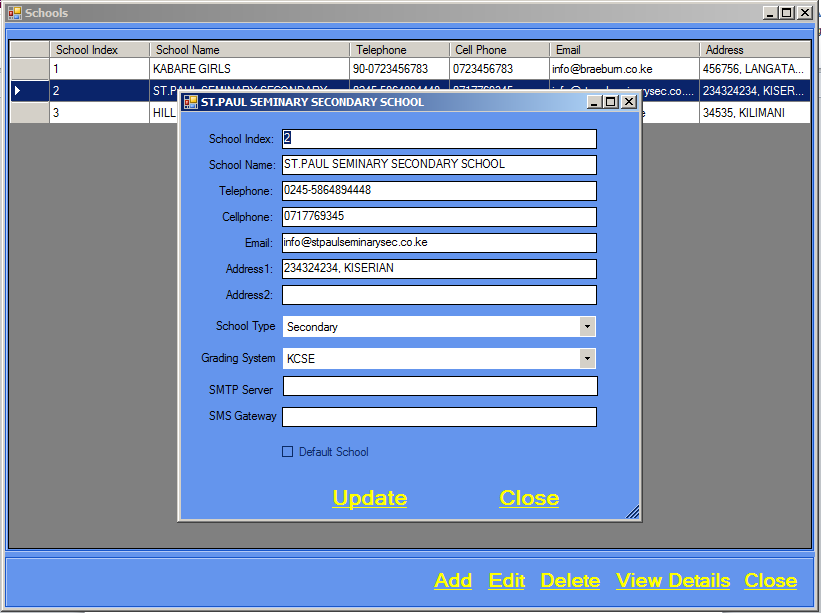 Schools
School Index School Name Telephone Cell Phone Email Address
1 KABARE GIRLS 90-0723456783 0723456783 info@braeburn.co.ke 456756, LANGATA...
2 234324234, KISER...
3 HILL 34535, KILIMANI
ST.PAUL SEMINARY SECONDARY SCHOOL
School Index: 2
School Name: ST.PAUL SEMINARY SECONDARY SCHOOL
Telephone: 0245-5864894448
Cellphone: 0717769345
Email: info@stpaulseminarysec.co.ke
Address1: 234324234, KISERIAN
Address2:
School Type Secondary
Grading System KCSE
SMTP Server
SMS Gateway
Default School
Update Close
Add Edit Delete View Details Close